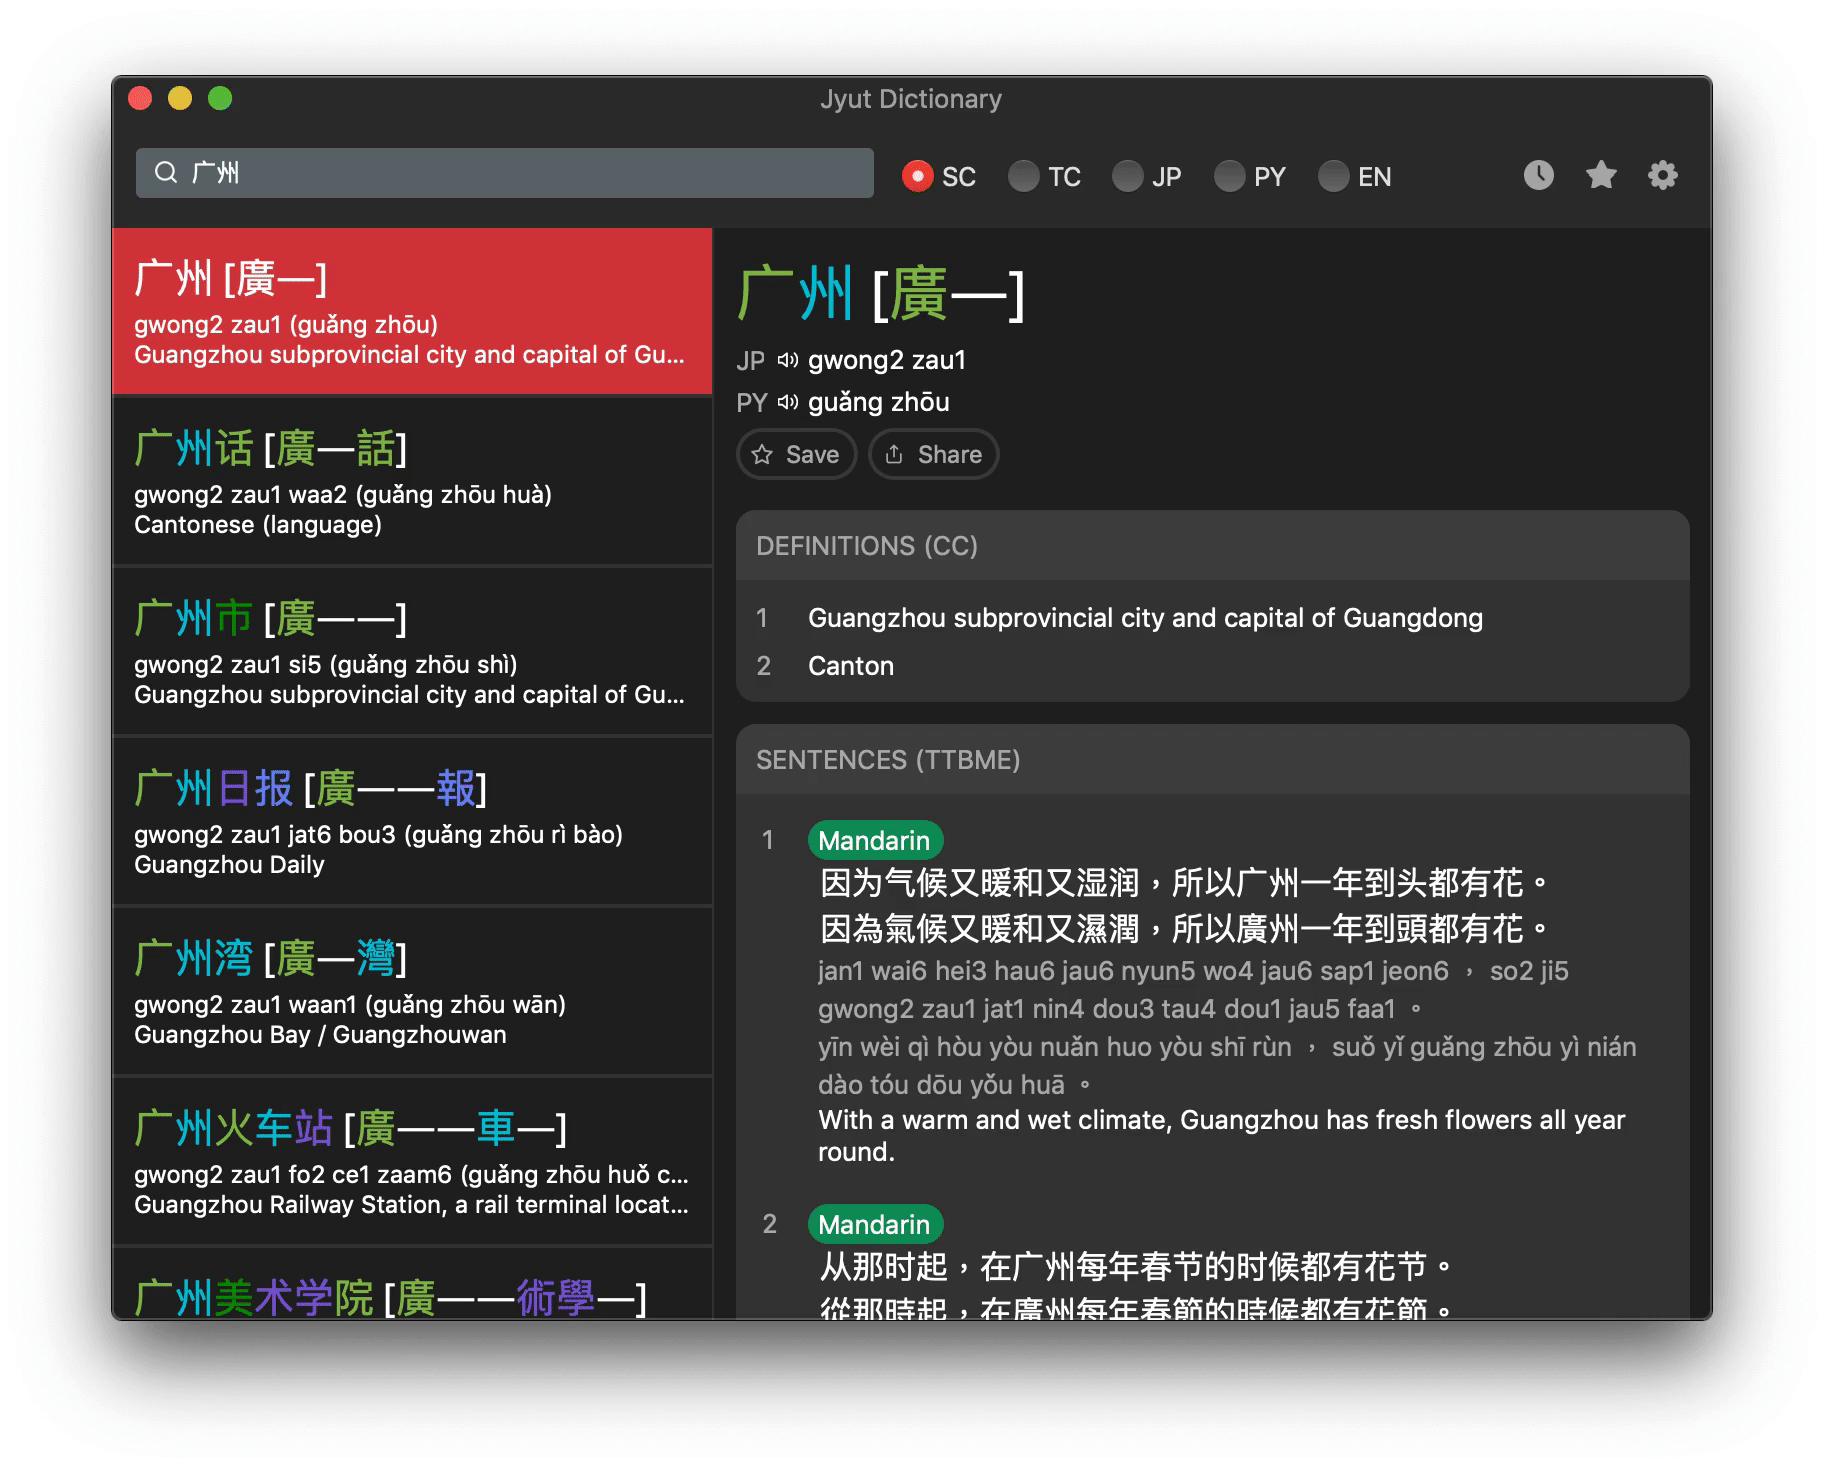 Jyut Dictionary
广州
SC TC JP PY EN
广州 [廣—]
gwong2 zau1 (guǎng zhōu)
Guangzhou subprovincial city and capital of Gu...
广州话 [廣—話]
gwong2 zau1 waa2 (guǎng zhōu huà)
Cantonese (language)
广州市 [廣——]
gwong2 zau1 si5 (guǎng zhōu shì)
Guangzhou subprovincial city and capital of Gu...
广州日报 [廣——報]
gwong2 zau1 jat6 bou3 (guǎng zhōu rì bào)
Guangzhou Daily
广州湾 [廣—灣]
gwong2 zau1 waan1 (guǎng zhōu wān)
Guangzhou Bay / Guangzhouwan
广州火车站 [廣——車—]
gwong2 zau1 fo2 ce1 zaam6 (guǎng zhōu huǒ c...
Guangzhou Railway Station, a rail terminal locat...
广州美术学院 [廣——術學—]
广州 [廣—]
JP gwong2 zau1
PY guǎng zhōu
Save Share
DEFINITIONS (CC)
1 Guangzhou subprovincial city and capital of Guangdong
2 Canton
SENTENCES (TTBME)
1 Mandarin
因为气候又暖和又湿润，所以广州一年到头都有花。
因為氣候又暖和又濕潤，所以廣州一年到頭都有花。
jan1 wai6 hei3 hau6 jau6 nyun5 wo4 jau6 sap1 jeon6 ， so2 ji5
gwong2 zau1 jat1 nin4 dou3 tau4 dou1 jau5 faa1 。
yīn wèi qì hòu yòu nuǎn huo yòu shī rùn ， suǒ yǐ guǎng zhōu yì nián
dào tóu dōu yǒu huā 。
With a warm and wet climate, Guangzhou has fresh flowers all year
round.
2 Mandarin
从那时起，在广州每年春节的时候都有花节。
從那時起，在廣州每年春節的時候都有花節。